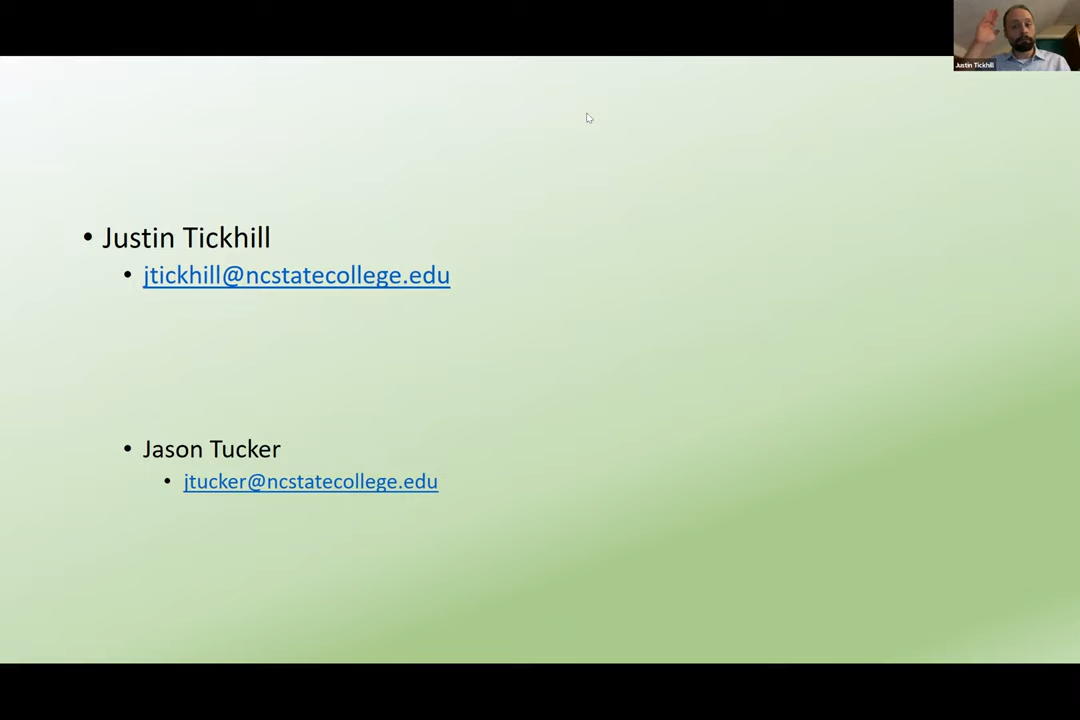 Justin Tickhill
• Justin Tickhill
• jtickhill@ncstatecollege.edu
• Jason Tucker
• jtucker@ncstatecollege.edu